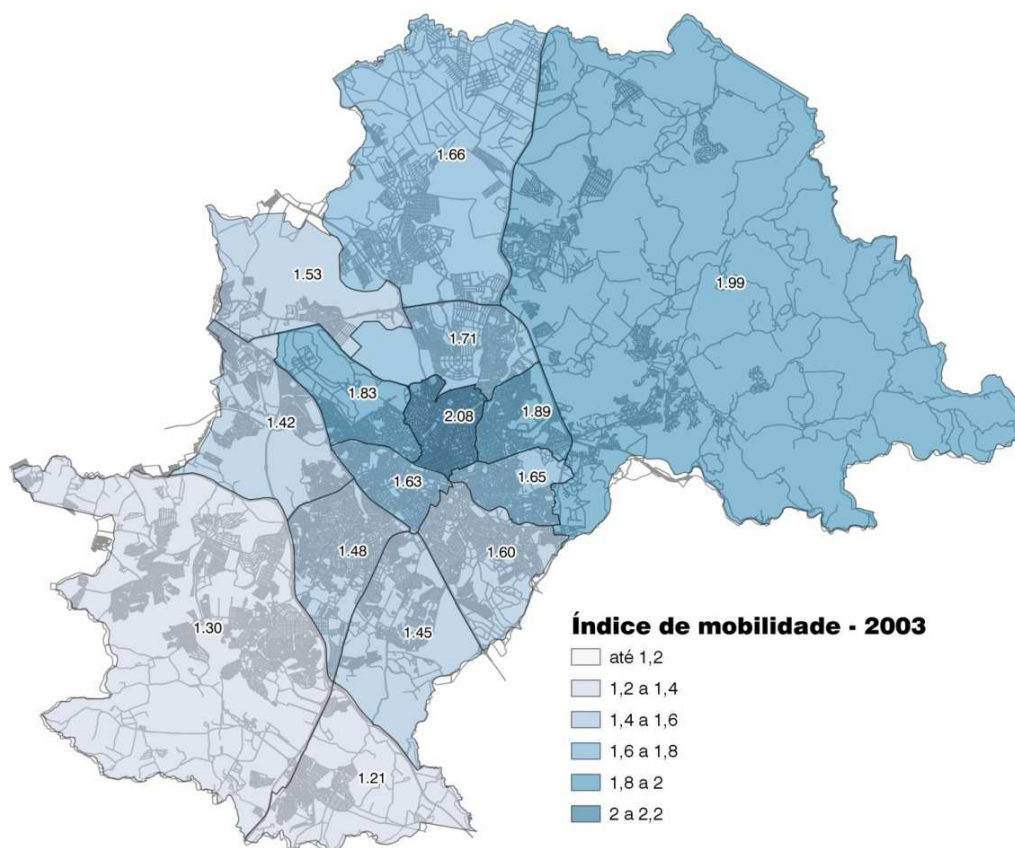 1.66
1.53
1.99
1.71
1.83
2.08
1.89
1.42
1.63
1.65
1.48
1.60
1.30
1.45
1.21
Índice de mobilidade - 2003
até 1,2
1,2 a 1,4
1,4 a 1,6
1,6 a 1,8
1,8 a 2
2 a 2,2